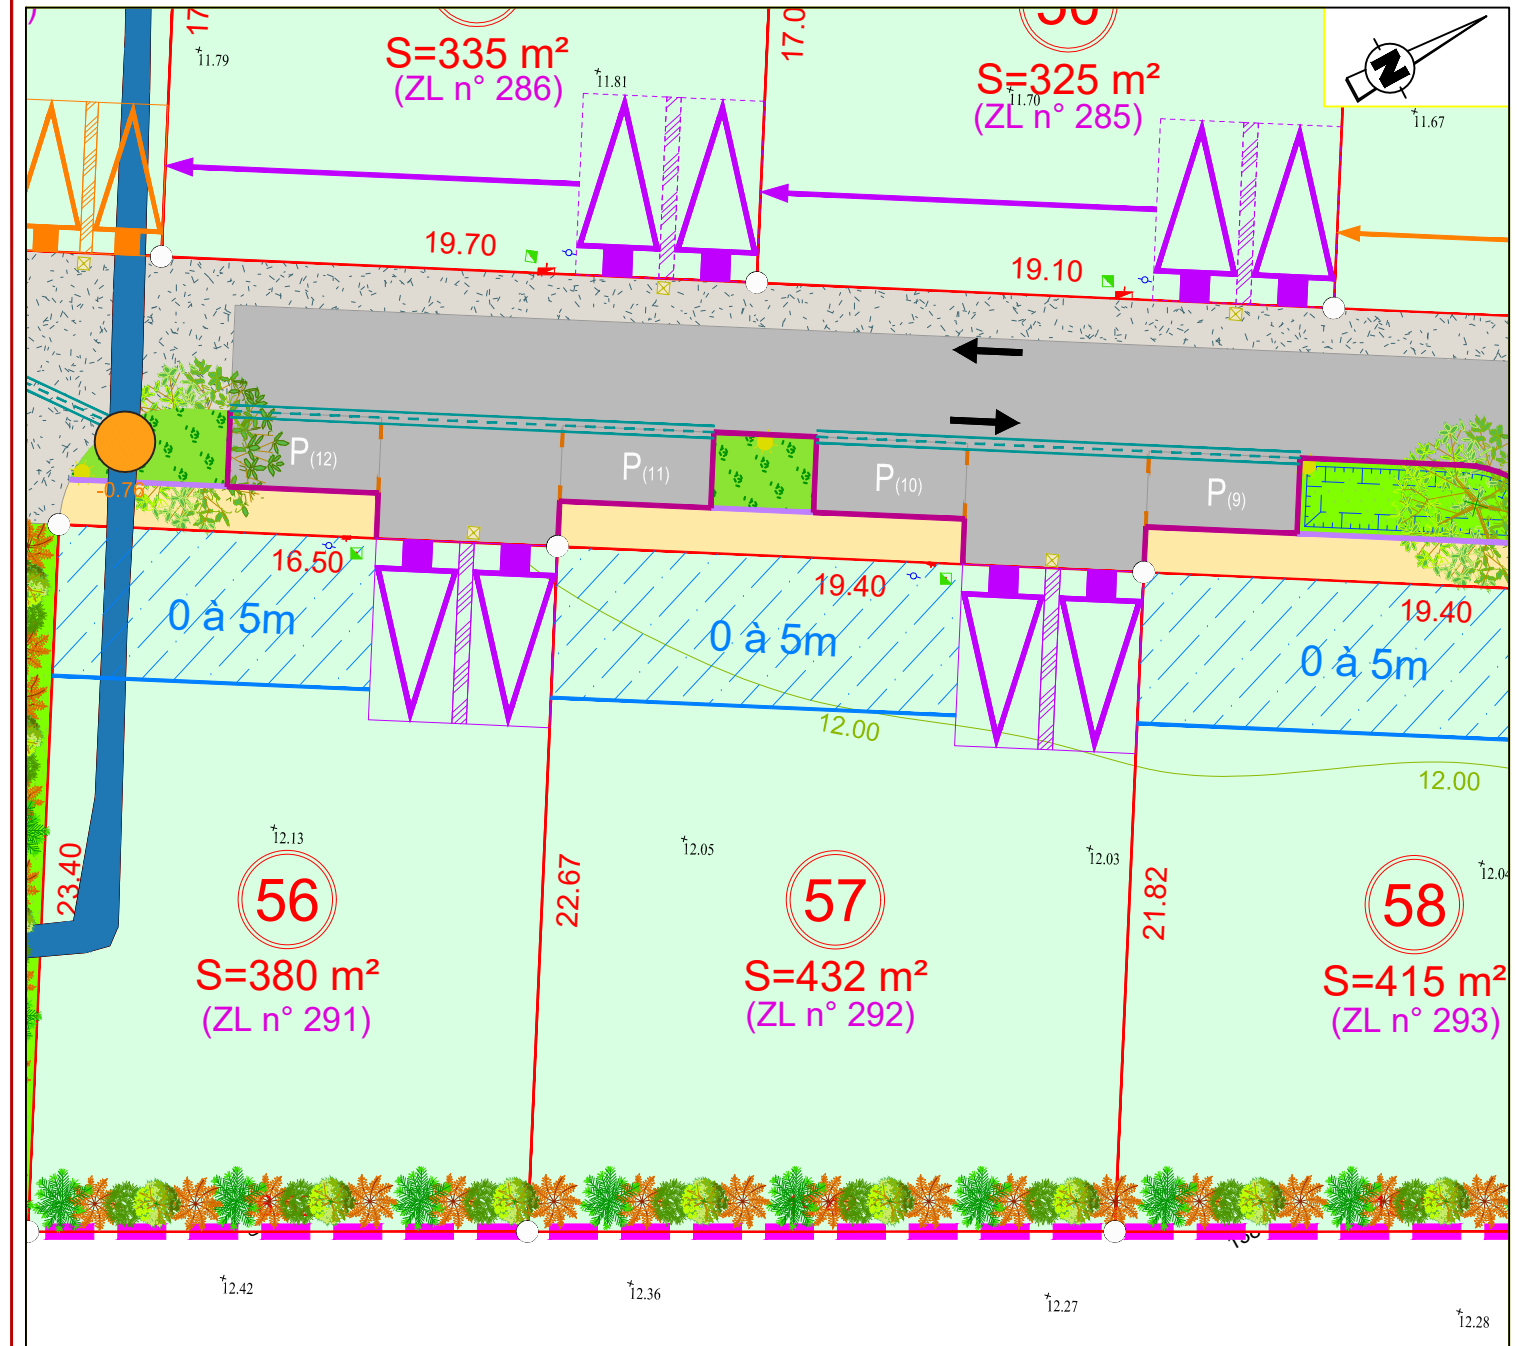 N
S=335 m²
(ZL n° 286)
S=325 m²
(ZL n° 285)
11.79
11.81
11.70
11.67
19.70
19.10
P(12)
P(11)
P(10)
P(9)
-0.76
16.50
19.40
19.40
0 à 5m
0 à 5m
0 à 5m
12.00
12.00
12.13
12.05
12.03
23.40
22.67
21.82
56
S=380 m²
(ZL n° 291)
57
S=432 m²
(ZL n° 292)
58
S=415 m²
(ZL n° 293)
12.42
12.36
12.27
12.28